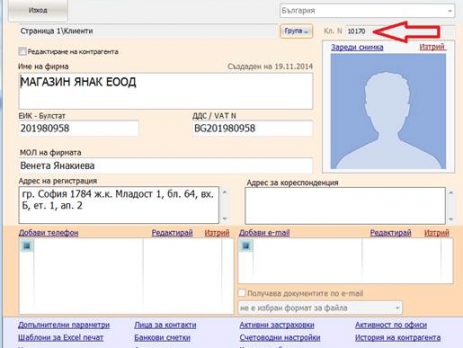 Изход
България
Страница 1\Клиенти
Група
Кл. N 10170
Редактиране на контрагента
Зареди снимка Изтрий
Име на фирма
Създаден на 19.11.2014
МАГАЗИН ЯНАК ЕООД
ЕИК - Булстат
ДДС / VAT N
201980958
BG201980958
МОЛ на фирмата
Венета Янакиева
Адрес на регистрация
Адрес за кореспонденция
гр. София 1784 ж.к. Младост 1, бл. 64, вх.
Б, ет. 1, ап. 2
Добави телефон Редактирай Изтрий
Добави e-mail Редактирай Изтрий
Получава документите по e-mail
не е избран формат за файла
Допълнителни параметри Лица за контакти Активни застраховки Активност по офиси
Шаблони за Excel печат Банкови сметки Счетоводни настройки История на контрагента